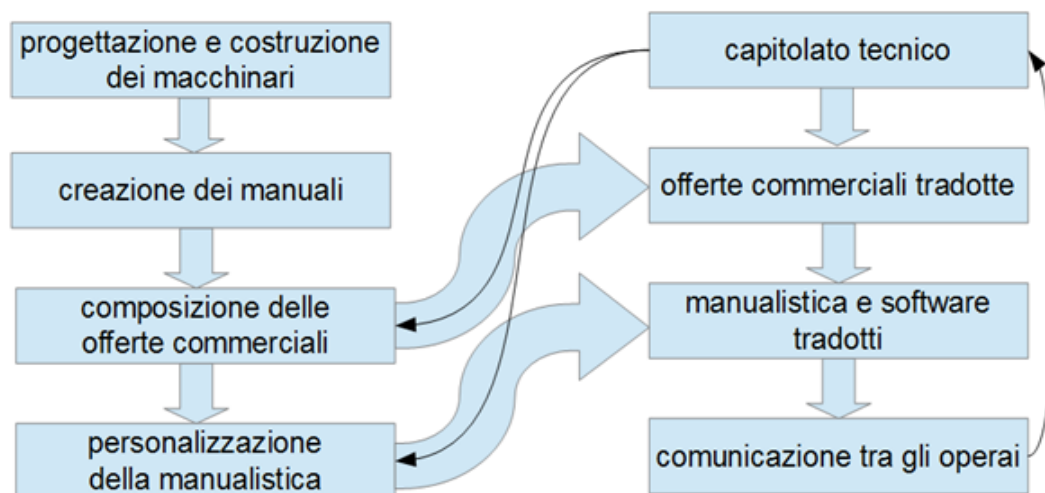 progettazione e costruzione
dei macchinari
creazione dei manuali
composizione delle
offerte commerciali
personalizzazione
della manualistica
capitolato tecnico
offerte commerciali tradotte
manualistica e software
tradotti
comunicazione tra gli operai